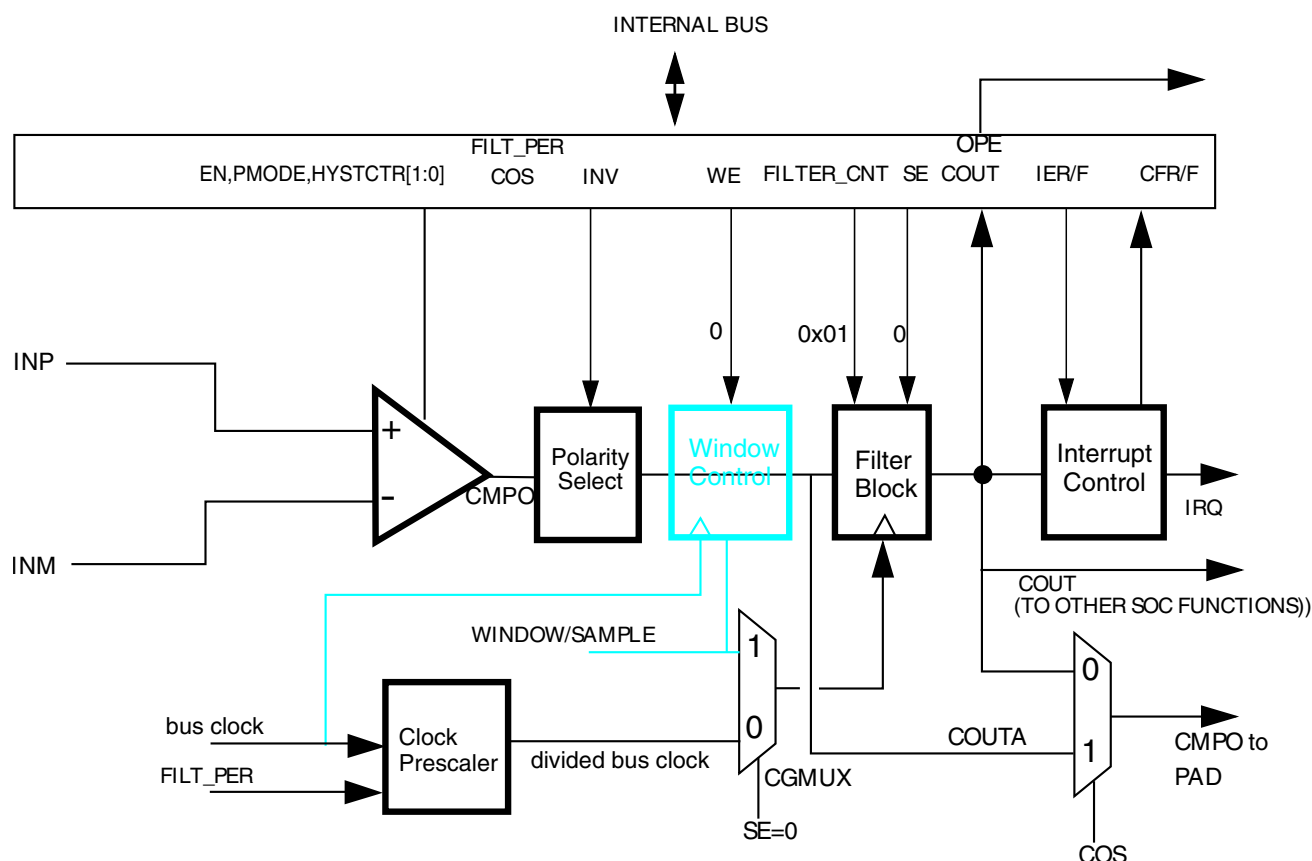 INTERNAL BUS
FILT_PER
OPE
EN,PMODE,HYSTCTR[1:0]
COS
INV
WE
FILTER_CNT
SE
COUT
IER/F
CFR/F
0
0x01
0
INP
+
-
CMPO
Polarity
Select
Window
Control
Filter
Block
Interrupt
Control
IRQ
INM
COUT
(TO OTHER SOC FUNCTIONS))
WINDOW/SAMPLE
1
0
0
1
bus clock
FILT_PER
Clock
Prescaler
divided bus clock
CGMUX
SE=0
COUTA
CMPO to
PAD
COS